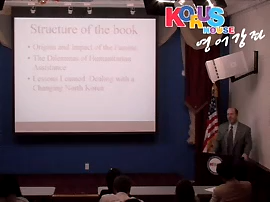 Structure of the book
• Origins and Impact of the Famine
• The Dilemmas of Humanitarian Assistance
• Lessons Learned: Dealing with a Changing North Korea
KORUS
HOUSE
영어강좌